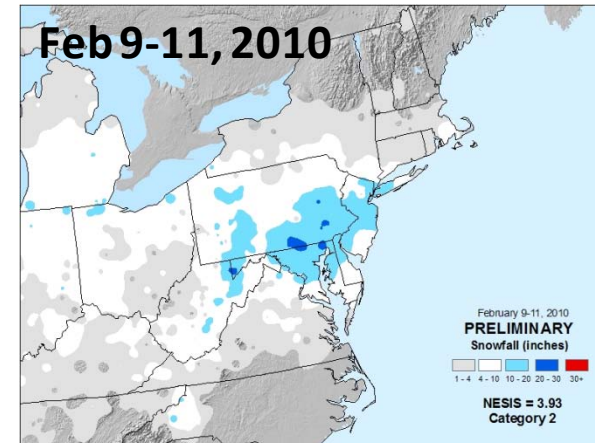 Feb 9-11, 2010
February 9-11, 2010
PRELIMINARY
Snowfall (inches)
1 - 4 4 - 10 10 - 20 20 - 30 30+
NESIS = 3.93
Category 2